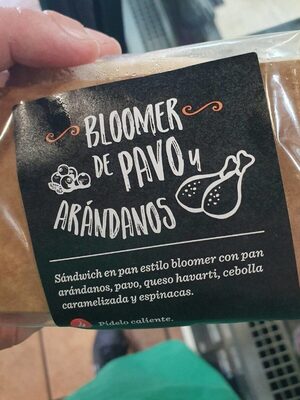 BLOOMER
DE PAVO y
ARÁNDANOS
Sándwich en pan estilo bloomer con pan
arándanos, pavo, queso havarti, cebolla
caramelizada y espinacas.
Pídelo caliente.